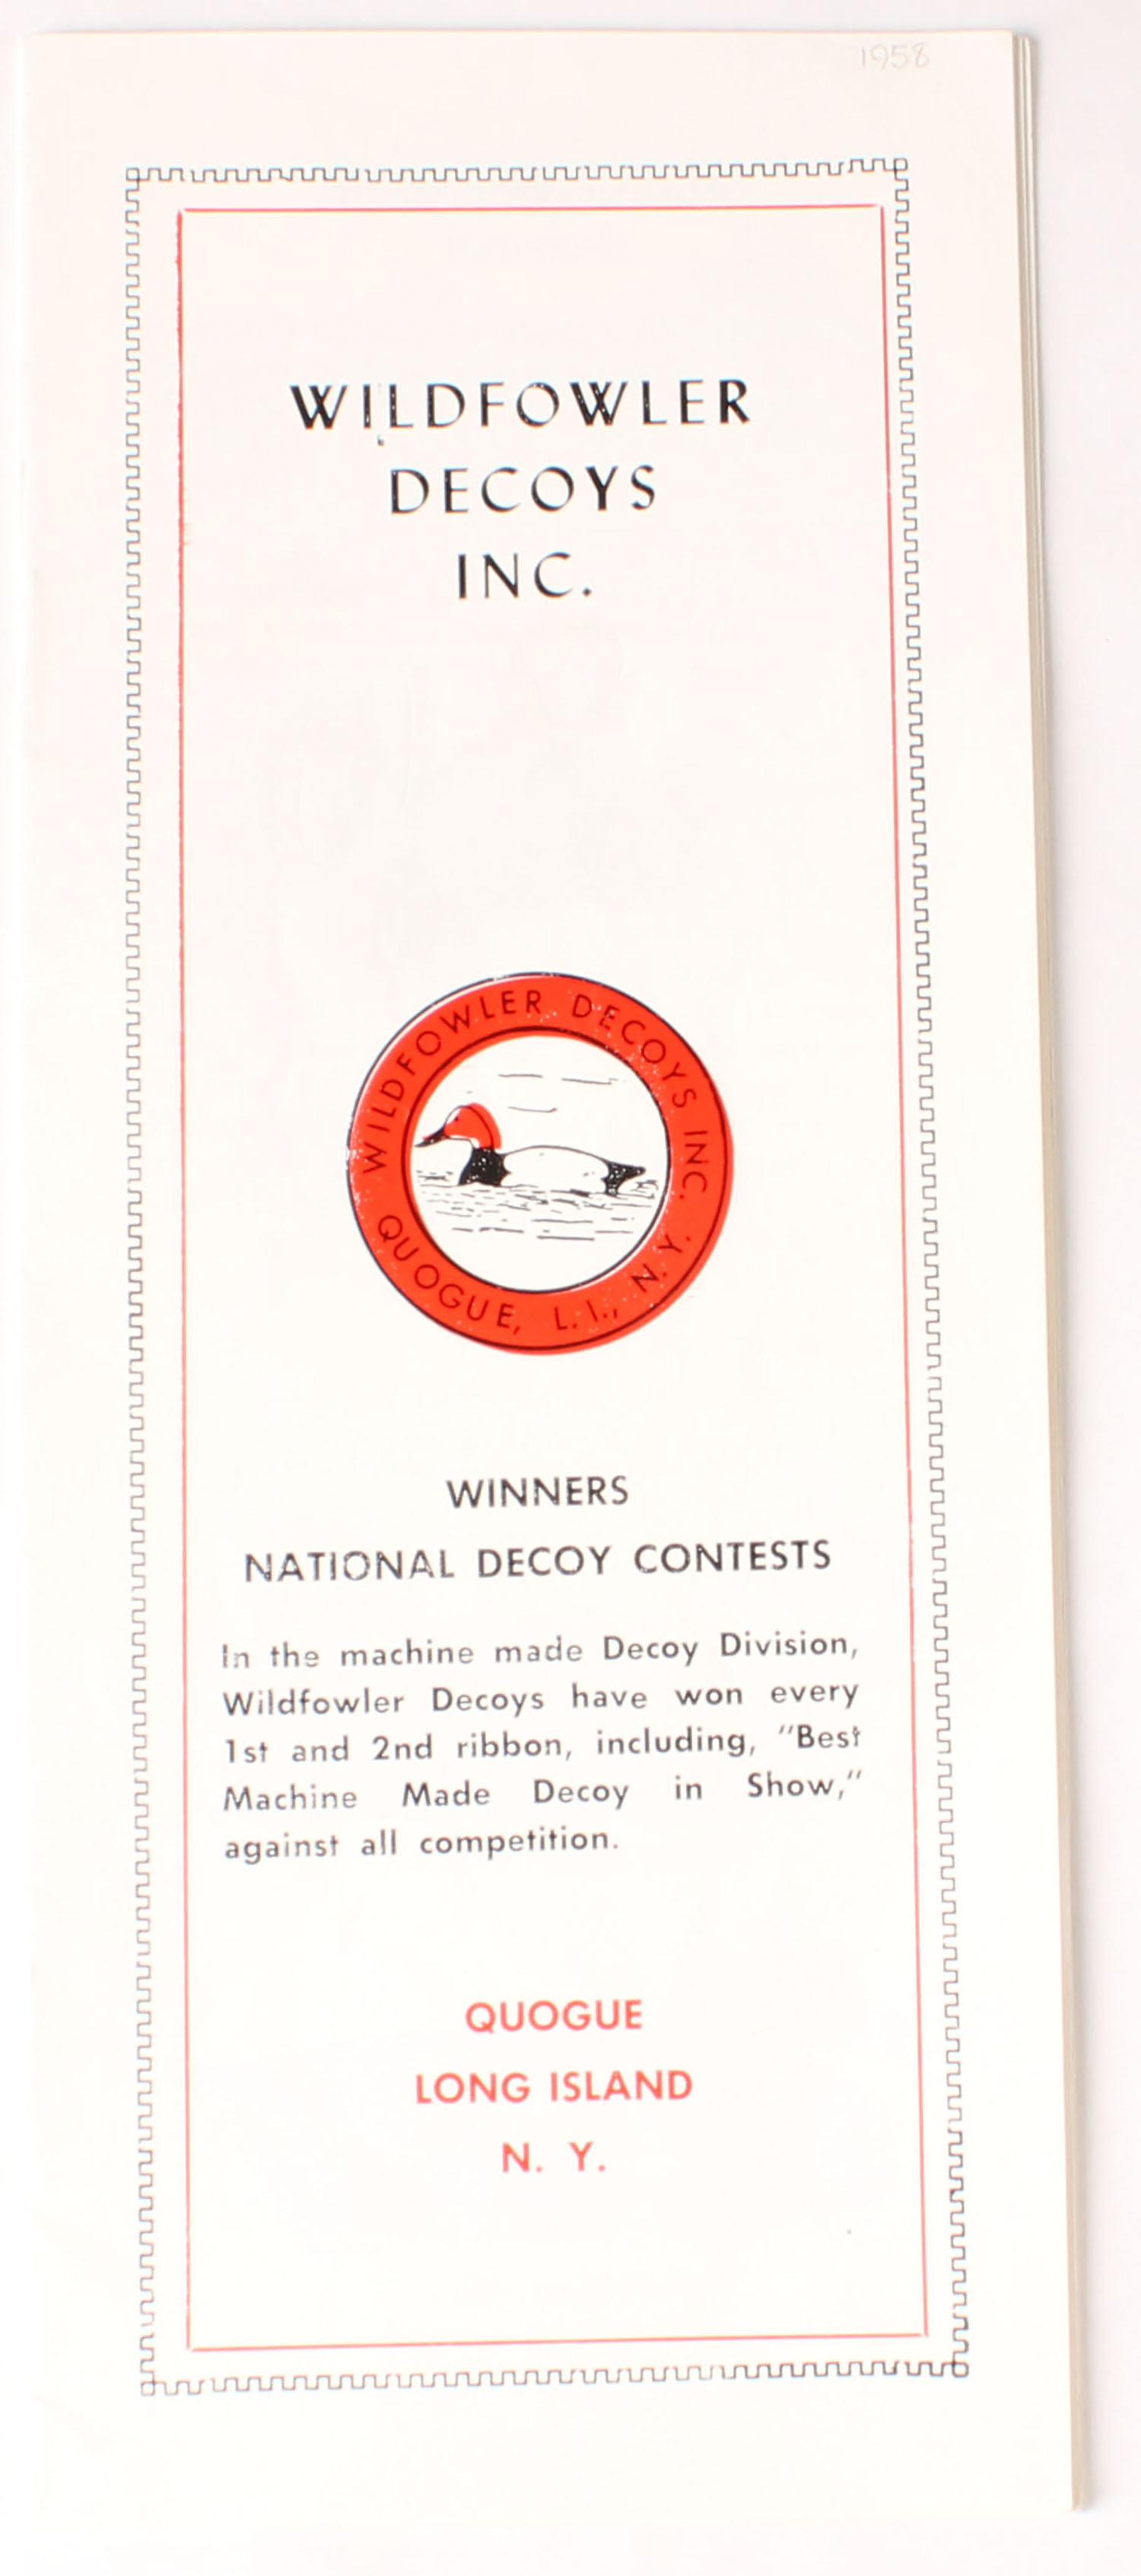 1958
WILDFOWLER
DECOYS
INC.
WILDFOWLER DECOYS INC.
QUOGUE, L.I., N.Y.
WINNERS
NATIONAL DECOY CONTESTS
In the machine made Decoy Division,
Wildfowler Decoys have won every
1st and 2nd ribbon, including, "Best
Machine Made Decoy in Show,"
against all competition.
QUOGUE
LONG ISLAND
N. Y.